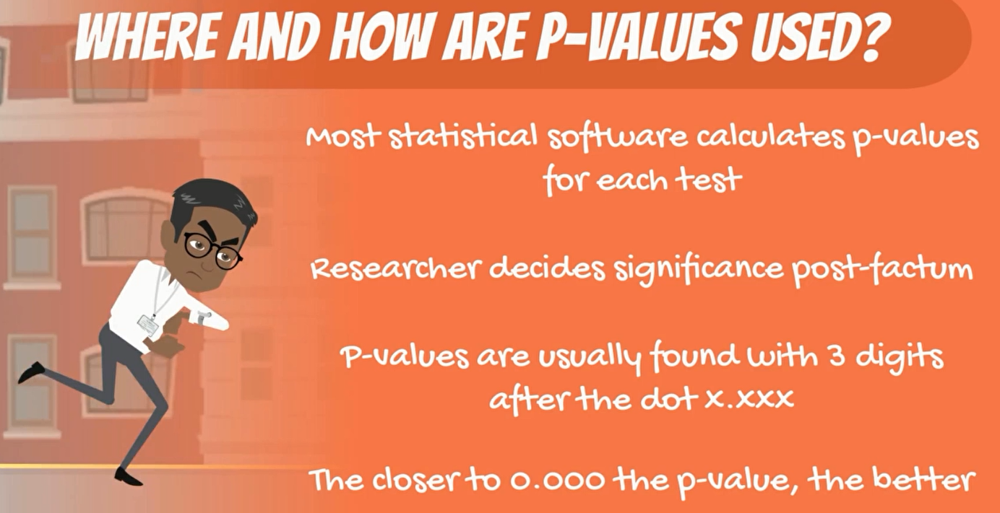 WHERE AND HOW ARE P-VALUES USED?
Most statistical software calculates p-values
for each test
Researcher decides significance post-factum
P-values are usually found with 3 digits
after the dot x.xxx
The closer to 0.000 the p-value, the better